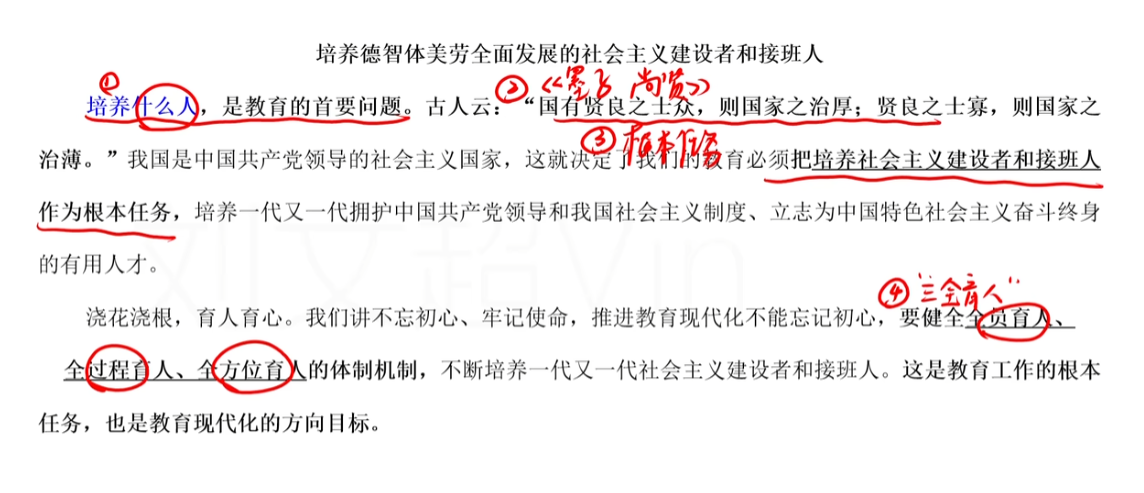 培养德智体美劳全面发展的社会主义建设者和接班人
①
②《墨子 尚贤》
培养什么人，是教育的首要问题。古人云：“国有贤良之士众，则国家之治厚；贤良之士寡，则国家之
③根本任务
治薄。”我国是中国共产党领导的社会主义国家，这就决定了我们的教育必须把培养社会主义建设者和接班人
作为根本任务，培养一代又一代拥护中国共产党领导和我国社会主义制度、立志为中国特色社会主义奋斗终身
的有用人才。
④“三全育人”
浇花浇根，育人育心。我们讲不忘初心、牢记使命，推进教育现代化不能忘记初心，要健全全员育人、
全过程育人、全方位育人的体制机制，不断培养一代又一代社会主义建设者和接班人。这是教育工作的根本
任务，也是教育现代化的方向目标。
刘文超Vin